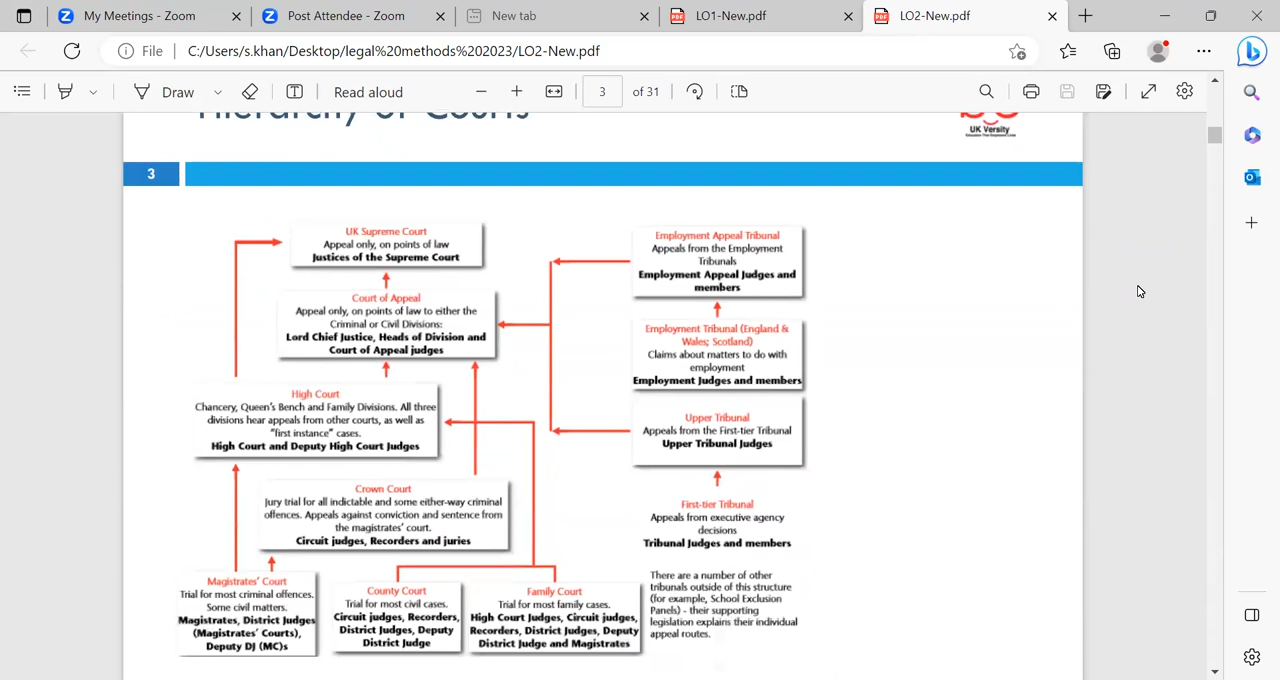 My Meetings - Zoom
Post Attendee - Zoom
New tab
LO1-New.pdf
LO2-New.pdf
File
C:/Users/s.khan/Desktop/legal%20methods%202023/LO2-New.pdf
Draw
Read aloud
3
of 31
Hierarchy of Courts
UK Versity
3
UK Supreme Court
Appeal only, on points of law
Justices of the Supreme Court
Court of Appeal
Appeal only, on points of law to either the
Criminal or Civil Divisions:
Lord Chief Justice, Heads of Division and
Court of Appeal judges
High Court
Chancery, Queen's Bench and Family Divisions. All three
divisions hear appeals from other courts, as well as
"first instance" cases.
High Court and Deputy High Court Judges
Crown Court
Jury trial for all indictable and some either-way criminal
offences. Appeals against conviction and sentence from
the magistrates' court.
Circuit judges, Recorders and juries
Magistrates' Court
Trial for most criminal offences.
Some civil matters.
Magistrates, District Judges
(Magistrates' Courts),
Deputy DJ (MC)s
County Court
Trial for most civil cases.
Circuit judges, Recorders,
District Judges, Deputy
District Judge
Family Court
Trial for most family cases.
High Court Judges, Circuit judges,
Recorders, District Judges, Deputy
District Judge and Magistrates
Employment Appeal Tribunal
Appeals from the Employment
Tribunals
Employment Appeal Judges and
members
Employment Tribunal (England &
Wales; Scotland)
Claims about matters to do with
employment
Employment Judges and members
Upper Tribunal
Appeals from the First-tier Tribunal
Upper Tribunal Judges
First-tier Tribunal
Appeals from executive agency
decisions
Tribunal Judges and members
There are a number of other
tribunals outside of this structure
(for example, School Exclusion
Panels) - their supporting
legislation explains their individual
appeal routes.